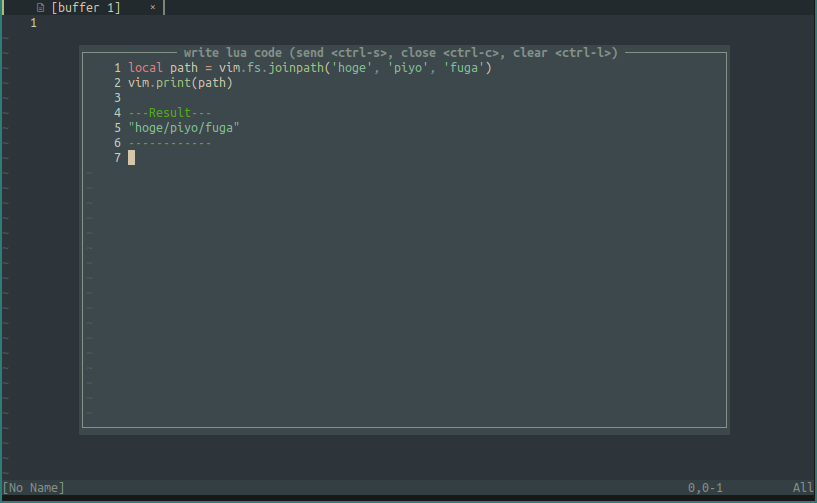 [buffer 1] ×
1
write lua code (send <ctrl-s>, close <ctrl-c>, clear <ctrl-l>)
1 local path = vim.fs.joinpath('hoge', 'piyo', 'fuga')
2 vim.print(path)
3
4 ---Result---
5 "hoge/piyo/fuga"
6 ------------
7
[No Name] 0,0-1 All